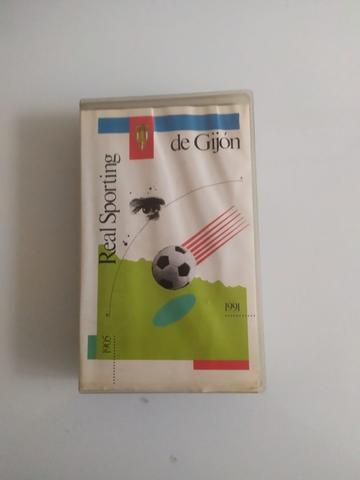 Real Sporting
de Gijón
1905
1991